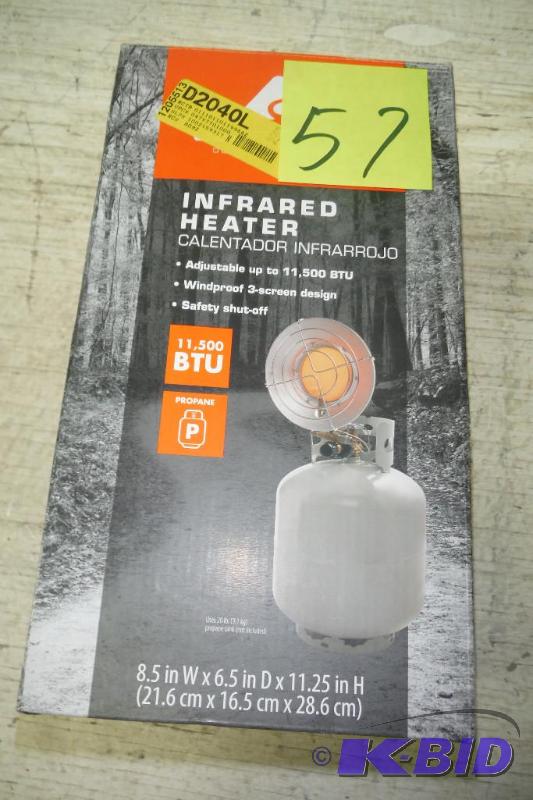 D2040L
1205513
57
INFRARED
HEATER
CALENTADOR INFRARROJO
• Adjustable up to 11,500 BTU
• Windproof 3-screen design
• Safety shut-off
11,500
BTU
PROPANE
P
8.5 in W x 6.5 in D x 11.25 in H
(21.6 cm x 16.5 cm x 28.6 cm)
© K-BID